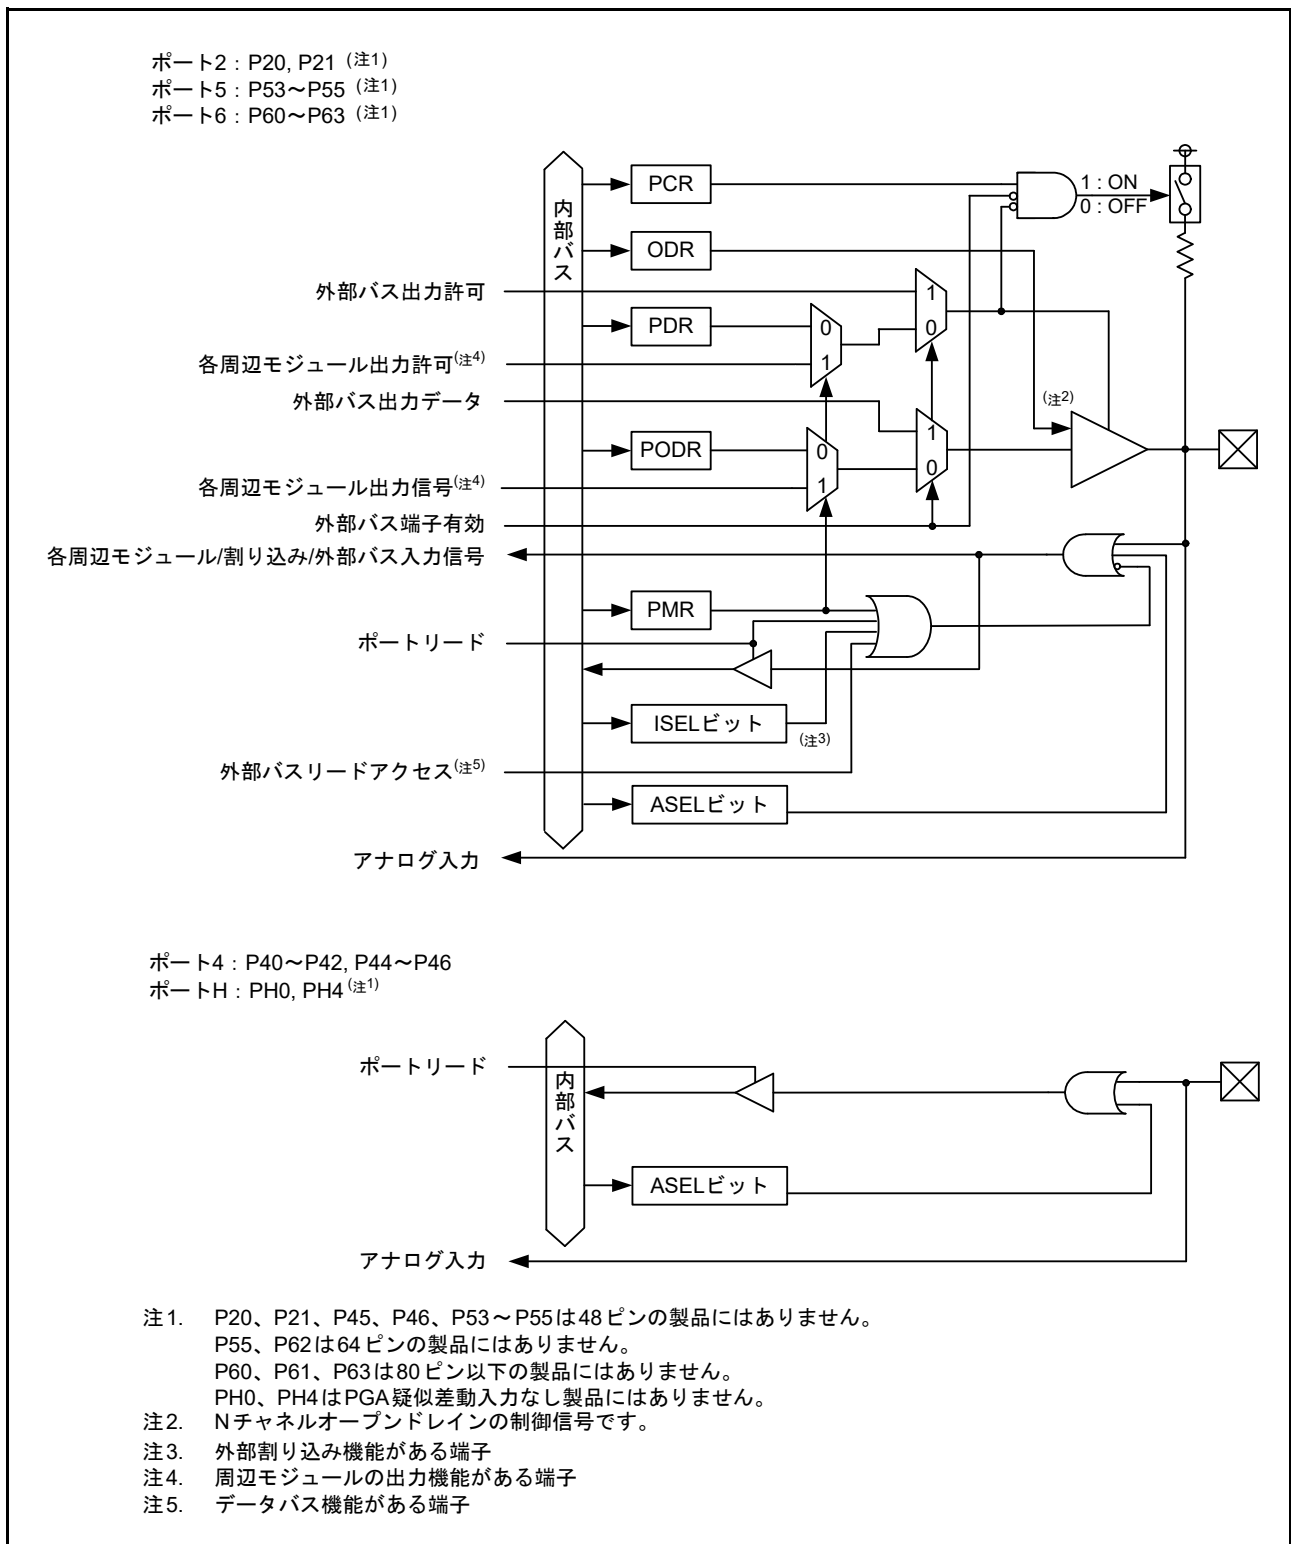 ポート2：P20, P21（注1）
ポート5：P53～P55（注1）
ポート6：P60～P63（注1）
内部バス
PCR
1 : ON
0 : OFF
ODR
外部バス出力許可
1
PDR
0
0
各周辺モジュール出力許可(注4)
1
外部バス出力データ
(注2)
1
PODR
0
0
各周辺モジュール出力信号(注4)
1
外部バス端子有効
各周辺モジュール/割り込み/外部バス入力信号
PMR
ポートリード
ISELビット
(注3)
外部バスリードアクセス(注5)
ASELビット
アナログ入力
ポート4：P40～P42, P44～P46
ポートH：PH0, PH4(注1)
ポートリード
内部バス
ASELビット
アナログ入力
注1. P20、P21、P45、P46、P53～P55は48ピンの製品にはありません。
P55、P62は64ピンの製品にはありません。
P60、P61、P63は80ピン以下の製品にはありません。
PH0、PH4はPGA疑似差動入力なし製品にはありません。
注2. Nチャネルオープンドレインの制御信号です。
注3. 外部割り込み機能がある端子
注4. 周辺モジュールの出力機能がある端子
注5. データバス機能がある端子